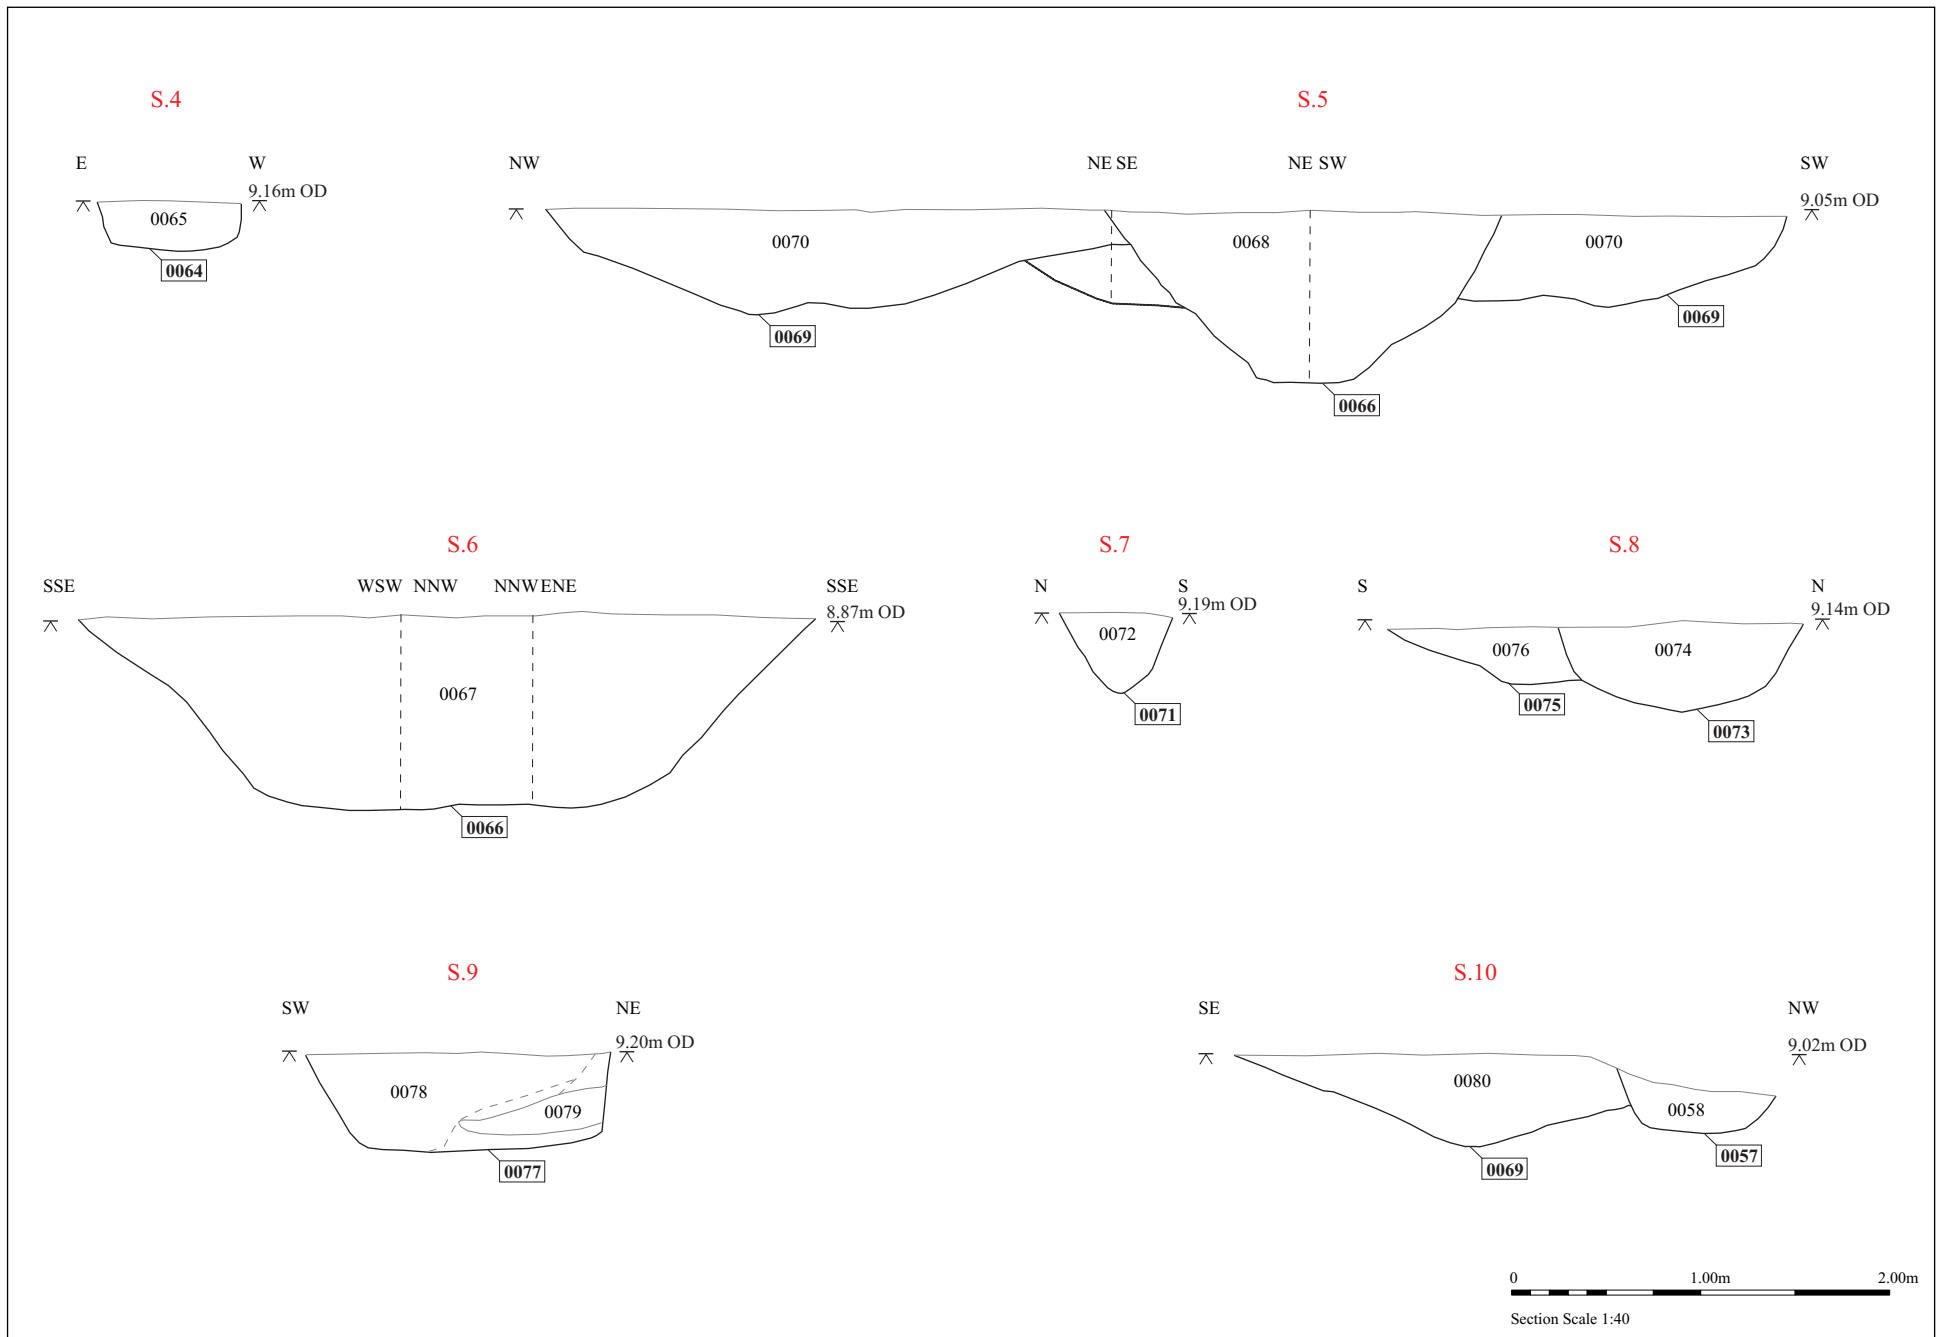 S.4
S.5
E W
9.16m OD
0065
0064
NW NE SE NE SW SW
9.05m OD
0070 0068 0070
0069 0069
0066
S.6
S.7
S.8
SSE WSW NNW NNW ENE SSE
8.87m OD
0067
0066
N S
9.19m OD
0072
0071
S N
9.14m OD
0076 0074
0075
0073
S.9
S.10
SW NE
9.20m OD
0078
0079
0077
SE NW
9.02m OD
0080
0058
0057
0069
0 1.00m 2.00m
Section Scale 1:40